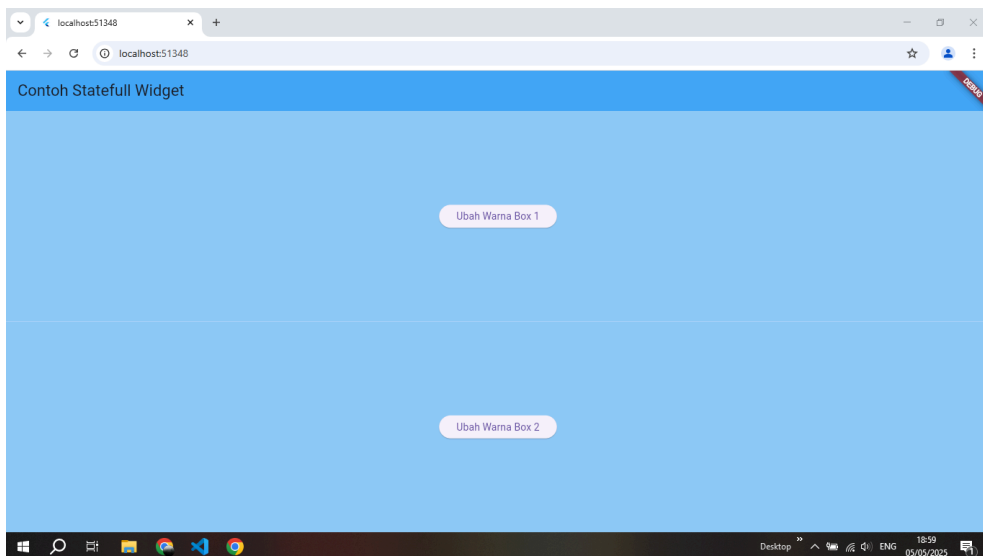 localhost:51348
localhost:51348
Contoh Statefull Widget
DEBUG
Ubah Warna Box 1
Ubah Warna Box 2
Desktop » ENG 18:59
05/05/2025
1